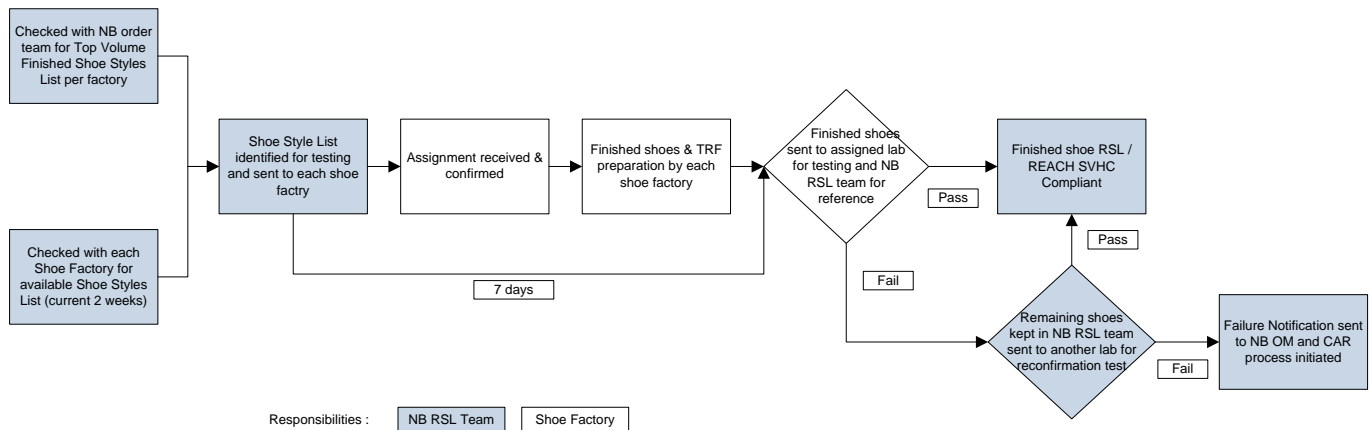 Checked with NB order
team for Top Volume
Finished Shoe Styles
List per factory
Checked with each
Shoe Factory for
available Shoe Styles
List (current 2 weeks)
Shoe Style List
identified for testing
and sent to each shoe
factry
Assignment received &
confirmed
Finished shoes & TRF
preparation by each
shoe factory
7 days
Finished shoes
sent to assigned lab
for testing and NB
RSL team for
reference
Pass
Fail
Finished shoe RSL /
REACH SVHC
Compliant
Pass
Remaining shoes
kept in NB RSL team
sent to another lab for
reconfirmation test
Fail
Failure Notification sent
to NB OM and CAR
process initiated
Responsibilities :
NB RSL Team
Shoe Factory